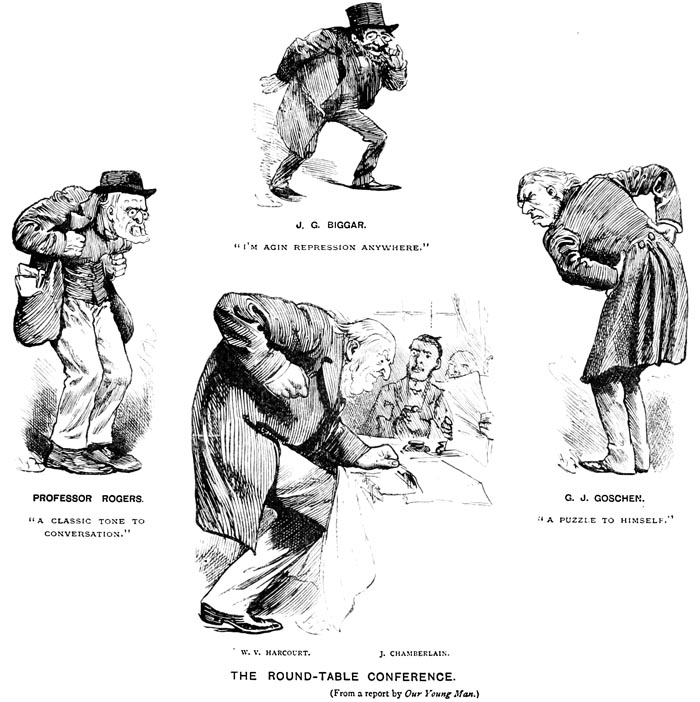 J. G. BIGGAR.
"I'M AGIN REPRESSION ANYWHERE."
PROFESSOR ROGERS.
"A CLASSIC TONE TO
CONVERSATION."
G. J. GOSCHEN.
"A PUZZLE TO HIMSELF."
W. V. HARCOURT. J. CHAMBERLAIN.
THE ROUND-TABLE CONFERENCE.
(From a report by Our Young Man.)